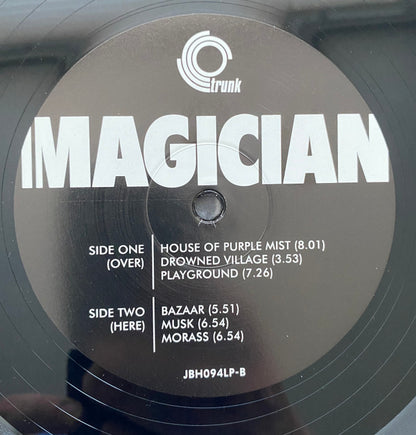 trunk
IMAGICIAN
SIDE ONE
(OVER)
HOUSE OF PURPLE MIST (8.01)
DROWNED VILLAGE (3.53)
PLAYGROUND (7.26)
SIDE TWO
(HERE)
BAZAAR (5.51)
MUSK (6.54)
MORASS (6.54)
JBH094LP-B